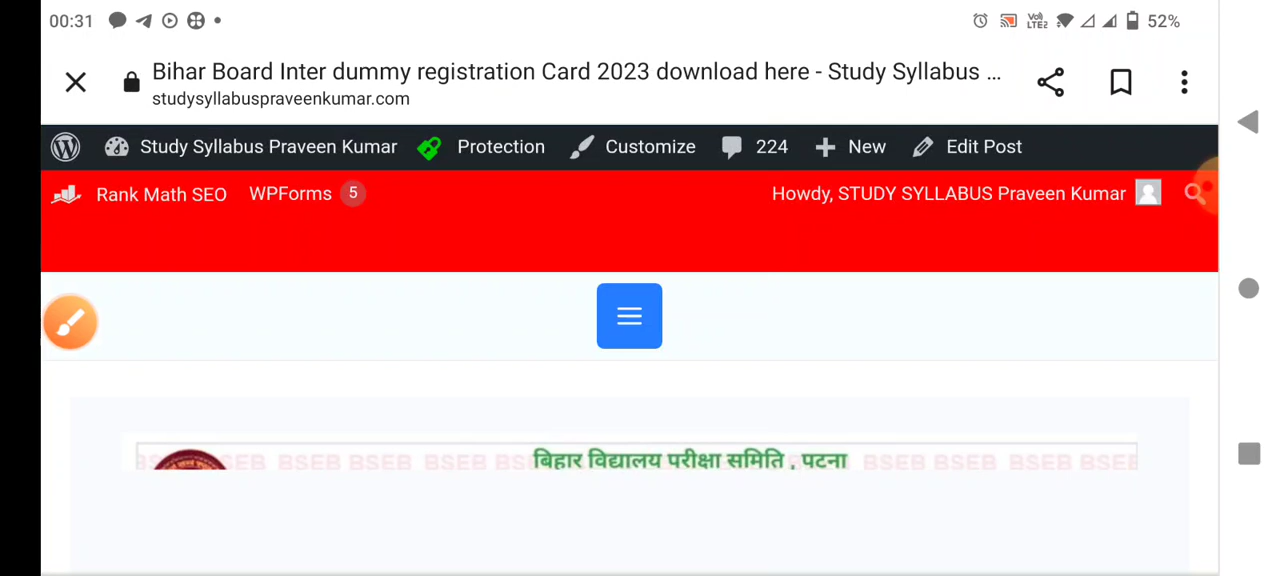 00:31
Vo) LTE2 52%
Bihar Board Inter dummy registration Card 2023 download here - Study Syllabus ...
studysyllabuspraveenkumar.com
Study Syllabus Praveen Kumar Protection Customize 224 New Edit Post
Rank Math SEO WPForms 5 Howdy, STUDY SYLLABUS Praveen Kumar
BSEB BSEB BSEB बिहार विद्यालय परीक्षा समिति , पटना BSEB BSEB BSEB BSEB